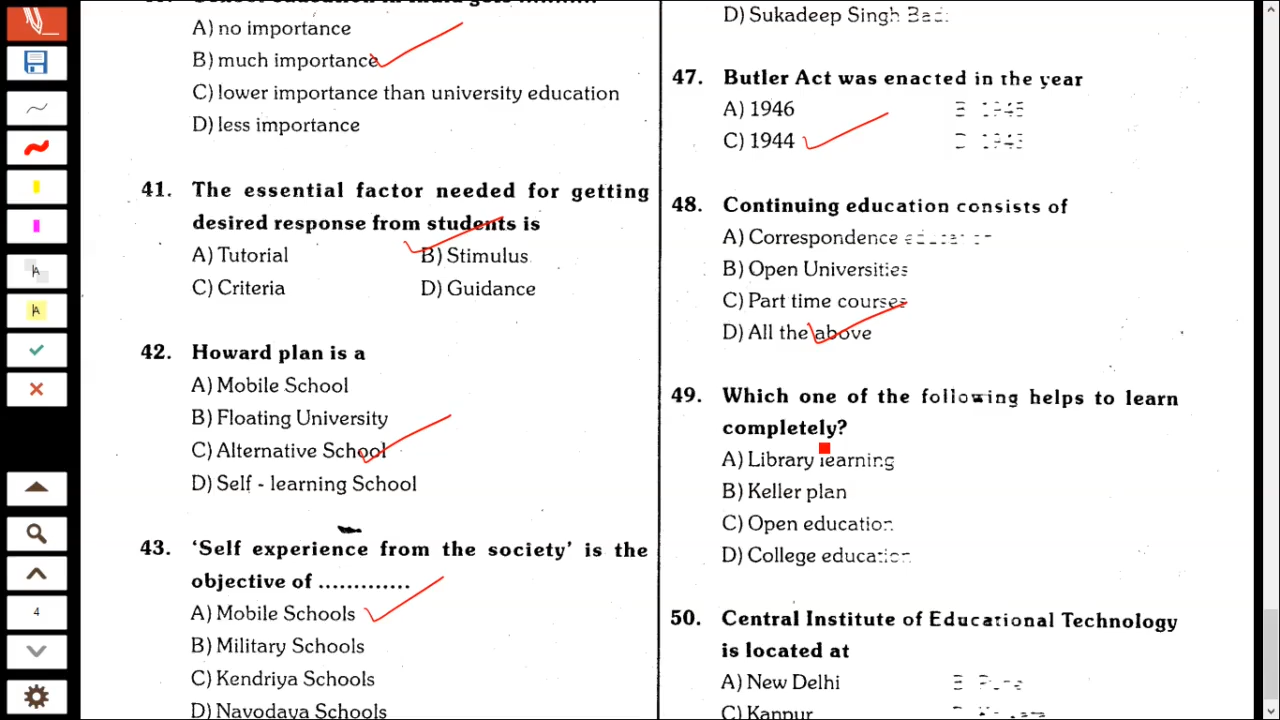 A) no importance
B) much importance
C) lower importance than university education
D) less importance
41. The essential factor needed for getting
desired response from students is
A) Tutorial B) Stimulus
C) Criteria D) Guidance
42. Howard plan is a
A) Mobile School
B) Floating University
C) Alternative School
D) Self - learning School
43. ‘Self experience from the society’ is the
objective of .............
A) Mobile Schools
B) Military Schools
C) Kendriya Schools
D) Navodaya Schools
D) Sukadeep Singh
47. Butler Act was enacted in the year
A) 1946
C) 1944
48. Continuing education consists of
A) Correspondence education
B) Open Universities
C) Part time courses
D) All the above
49. Which one of the following helps to learn
completely?
A) Library learning
B) Keller plan
C) Open education
D) College education
50. Central Institute of Educational Technology
is located at
A) New Delhi
C) Kanpur
4